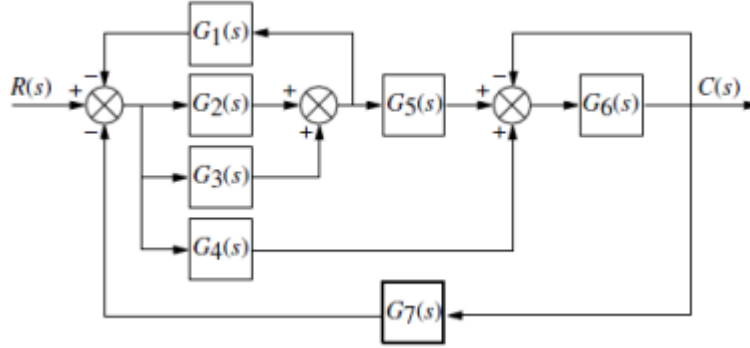 G1(s)
R(s) + − − G2(s) + + G5(s) + − + G6(s) C(s)
G3(s)
G4(s)
G7(s)